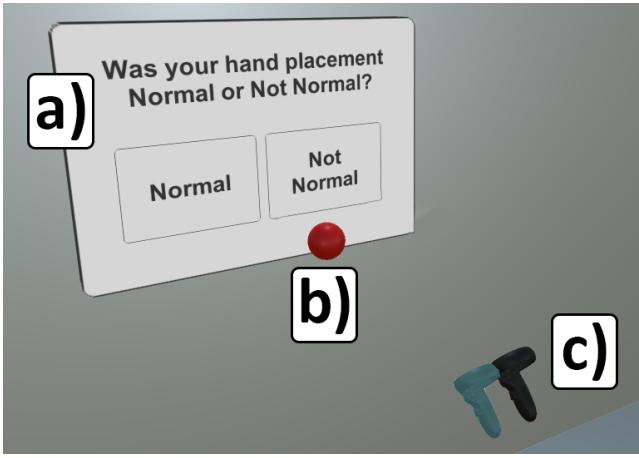 a)
Was your hand placement
Normal or Not Normal?
Normal
Not
Normal
b)
c)